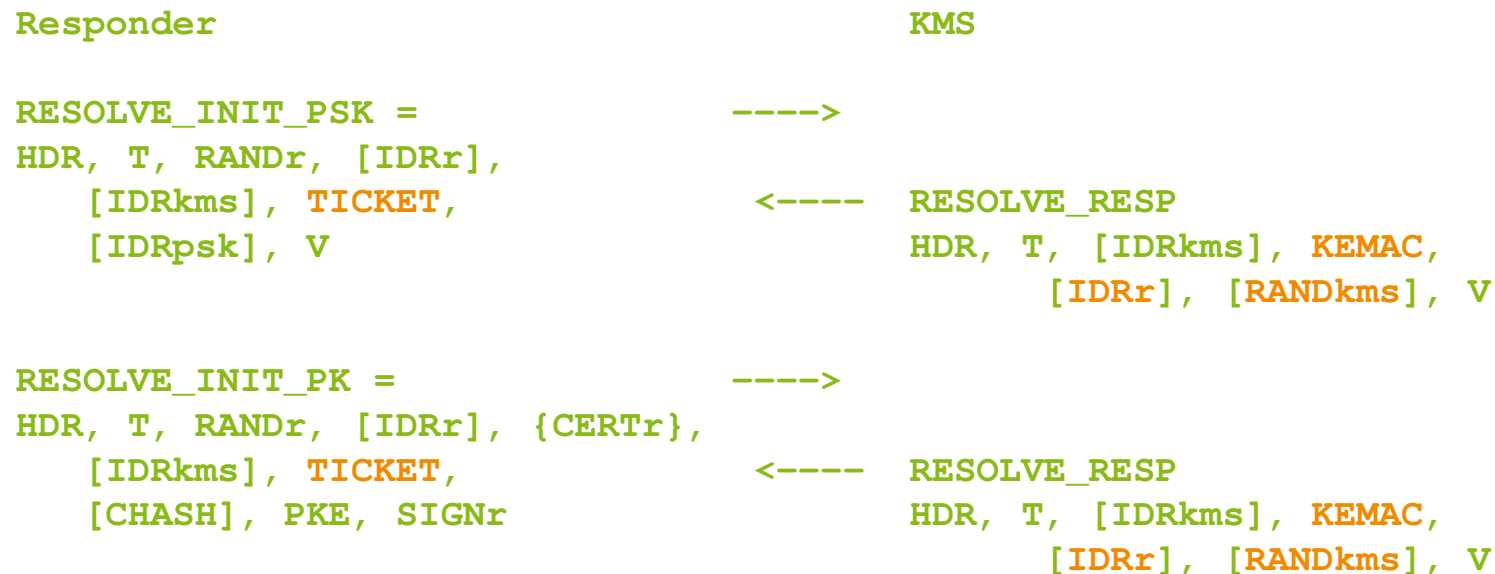 Responder KMS
RESOLVE_INIT_PSK = ---->
HDR, T, RANDr, [IDRr],
[IDRkms], TICKET, <---- RESOLVE_RESP
[IDRpsk], V HDR, T, [IDRkms], KEMAC,
[IDRr], [RANDkms], V
RESOLVE_INIT_PK = ---->
HDR, T, RANDr, [IDRr], {CERTr},
[IDRkms], TICKET, <---- RESOLVE_RESP
[CHASH], PKE, SIGNr HDR, T, [IDRkms], KEMAC,
[IDRr], [RANDkms], V